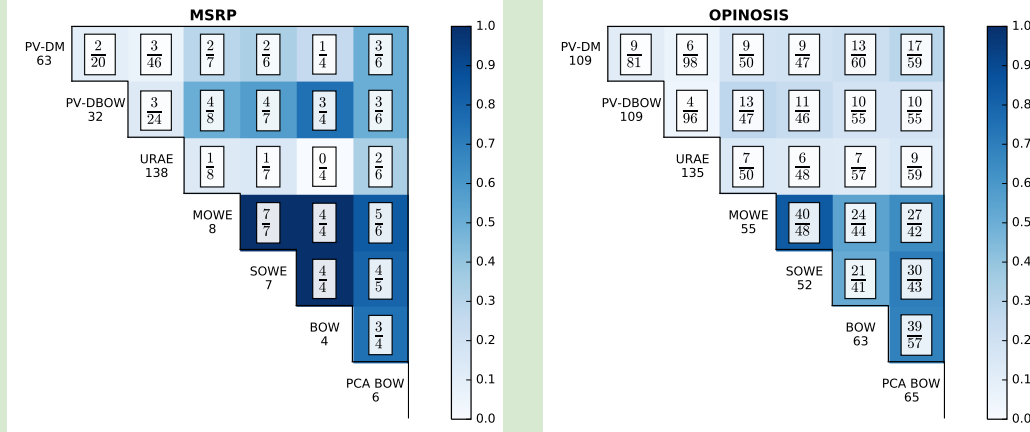 MSRP
PV-DM
63
2/20 3/46 2/7 2/6 1/4 3/6
PV-DBOW
32
3/24 4/8 4/7 3/4 3/6
URAE
138
1/8 1/7 0/4 2/6
MOWE
8
7/7 4/4 5/6
SOWE
7
4/4 4/5
BOW
4
3/4
PCA BOW
6
1.0
0.9
0.8
0.7
0.6
0.5
0.4
0.3
0.2
0.1
0.0
OPINOSIS
PV-DM
109
9/81 6/98 9/50 9/47 13/60 17/59
PV-DBOW
109
4/96 13/47 11/46 10/55 10/55
URAE
135
7/50 6/48 7/57 9/59
MOWE
55
40/48 24/44 27/42
SOWE
52
21/41 30/43
BOW
63
39/57
PCA BOW
65
1.0
0.9
0.8
0.7
0.6
0.5
0.4
0.3
0.2
0.1
0.0